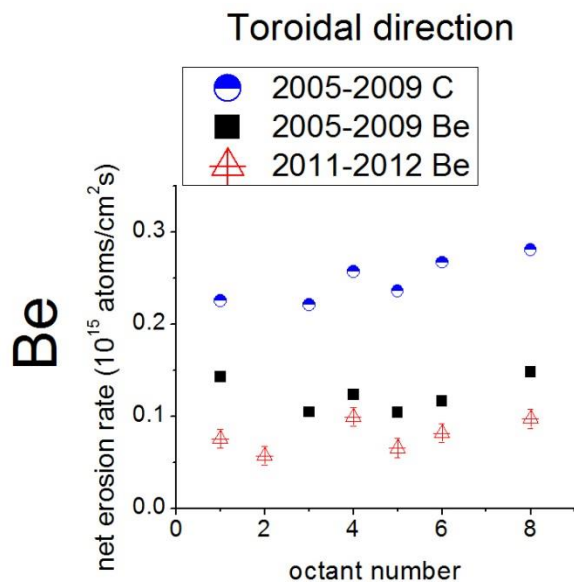 Toroidal direction
2005-2009 C
2005-2009 Be
2011-2012 Be
Be
net erosion rate (10¹⁵ atoms/cm²s)
0.3
0.2
0.1
0.0
0 2 4 6 8
octant number